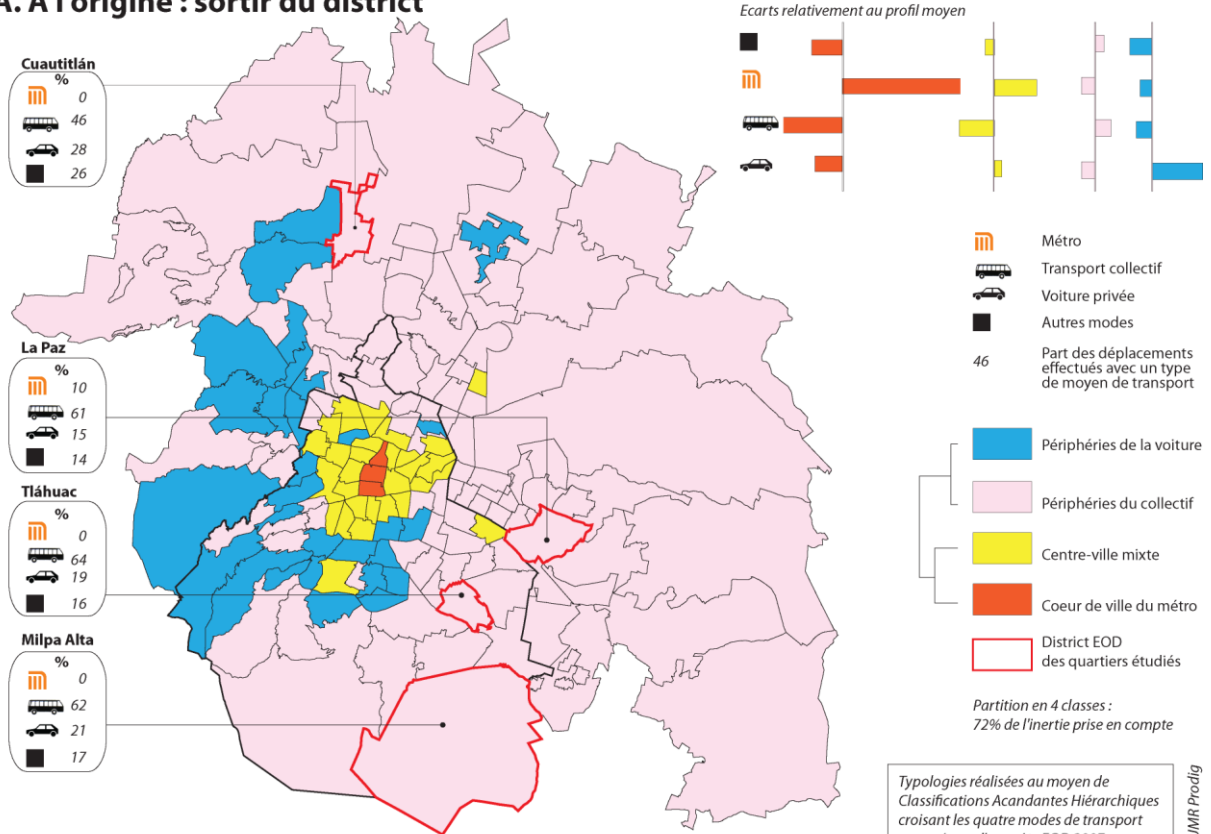 A. A l'origine : sortir du district
Ecarts relativement au profil moyen
Cuautitlán
%
0
46
28
26
La Paz
%
10
61
15
14
Tláhuac
%
0
64
19
16
Milpa Alta
%
0
62
21
17
Métro
Transport collectif
Voiture privée
Autres modes
46
Part des déplacements
effectués avec un type
de moyen de transport
Périphéries de la voiture
Périphéries du collectif
Centre-ville mixte
Coeur de ville du métro
District EOD
des quartiers étudiés
Partition en 4 classes :
72% de l'inertie prise en compte
Typologies réalisées au moyen de
Classifications Acandantes Hiérarchiques
croisant les quatre modes de transport
UMR Prodig